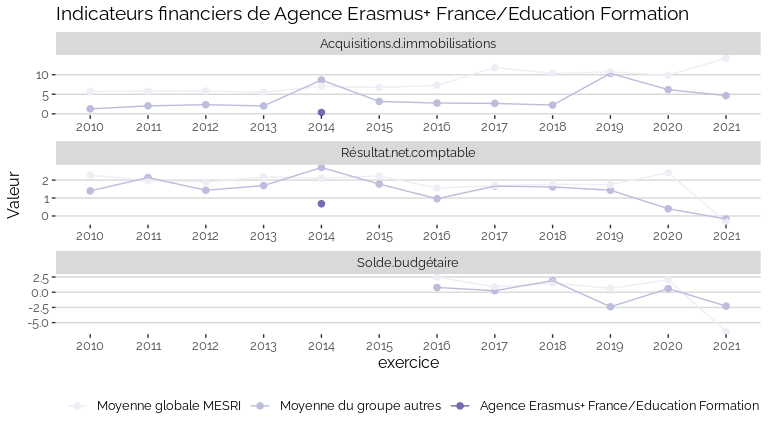 Indicateurs financiers de Agence Erasmus+ France/Education Formation
Acquisitions.d.immobilisations
10
5
0
2010 2011 2012 2013 2014 2015 2016 2017 2018 2019 2020 2021
Résultat.net.comptable
2
1
0
2010 2011 2012 2013 2014 2015 2016 2017 2018 2019 2020 2021
Solde.budgétaire
2.5
0.0
-2.5
-5.0
2010 2011 2012 2013 2014 2015 2016 2017 2018 2019 2020 2021
Valeur
exercice
Moyenne globale MESRI Moyenne du groupe autres Agence Erasmus+ France/Education Formation